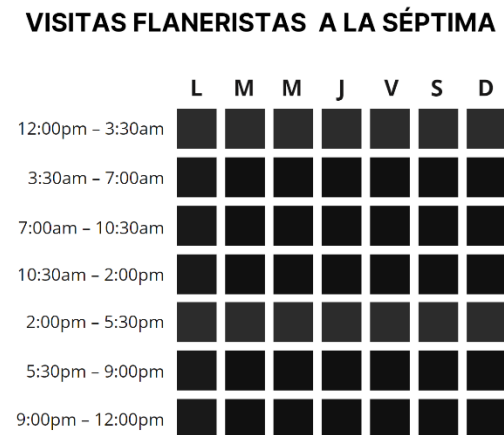 VISITAS FLANERISTAS A LA SÉPTIMA
L M M J V S D
12:00pm – 3:30am
3:30am – 7:00am
7:00am – 10:30am
10:30am – 2:00pm
2:00pm – 5:30pm
5:30pm – 9:00pm
9:00pm – 12:00pm